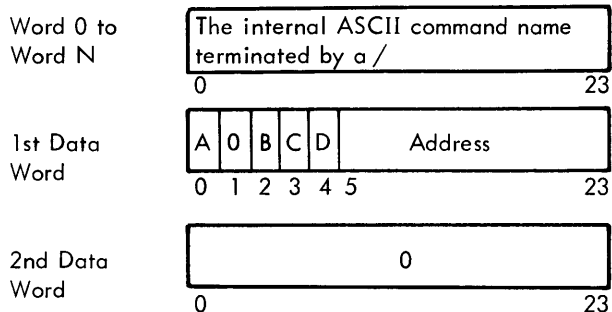 Word 0 to
Word N
The internal ASCII command name
terminated by a /
0 23
1st Data
Word
A 0 B C D Address
0 1 2 3 4 5 23
2nd Data
Word
0
0 23